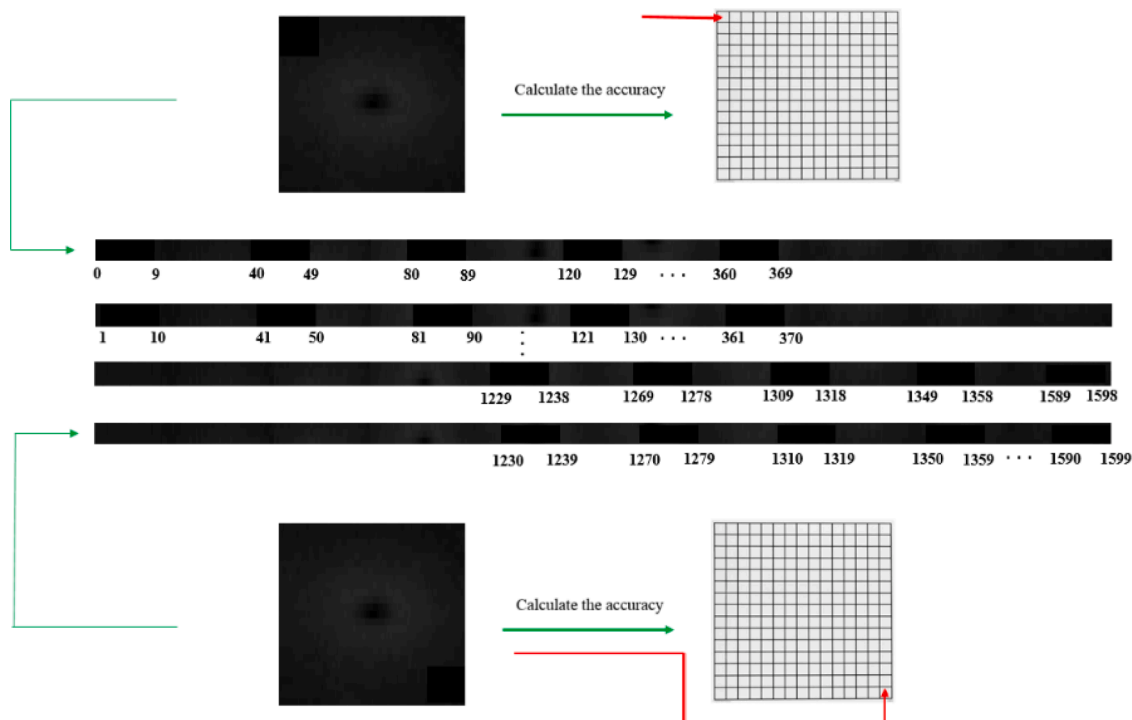 Calculate the accuracy
0 9 40 49 80 89 120 129 · · · 360 369
1 10 41 50 81 90 121 130 · · · 361 370
1229 1238 1269 1278 1309 1318 1349 1358 1589 1598
1230 1239 1270 1279 1310 1319 1350 1359 · · · 1590 1599
Calculate the accuracy